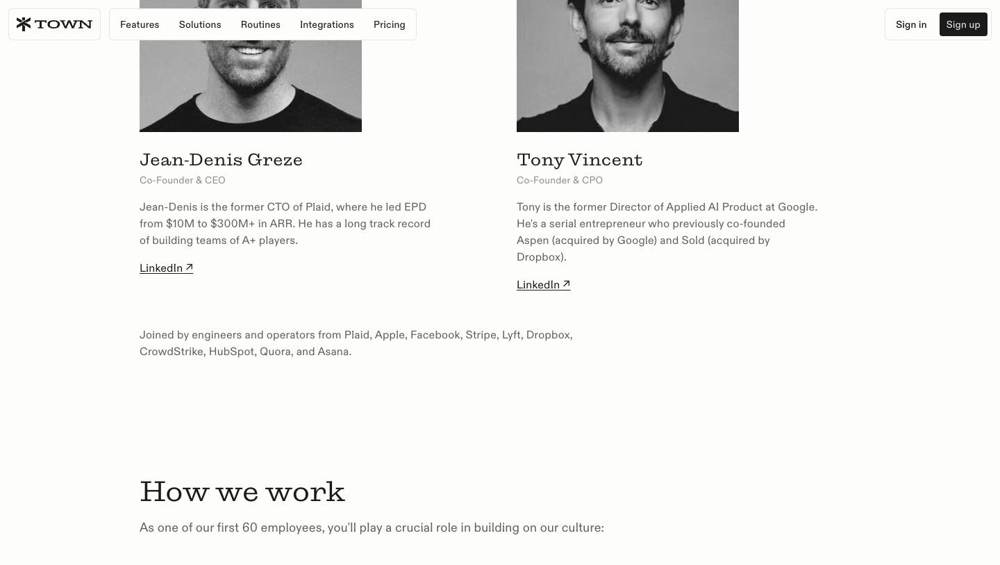 TOWN
Features Solutions Routines Integrations Pricing
Sign in Sign up
Jean-Denis Greze
Co-Founder & CEO
Jean-Denis is the former CTO of Plaid, where he led EPD
from $10M to $300M+ in ARR. He has a long track record
of building teams of A+ players.
LinkedIn ↗
Tony Vincent
Co-Founder & CPO
Tony is the former Director of Applied AI Product at Google.
He's a serial entrepreneur who previously co-founded
Aspen (acquired by Google) and Sold (acquired by
Dropbox).
LinkedIn ↗
Joined by engineers and operators from Plaid, Apple, Facebook, Stripe, Lyft, Dropbox,
CrowdStrike, HubSpot, Quora, and Asana.
How we work
As one of our first 60 employees, you'll play a crucial role in building on our culture: